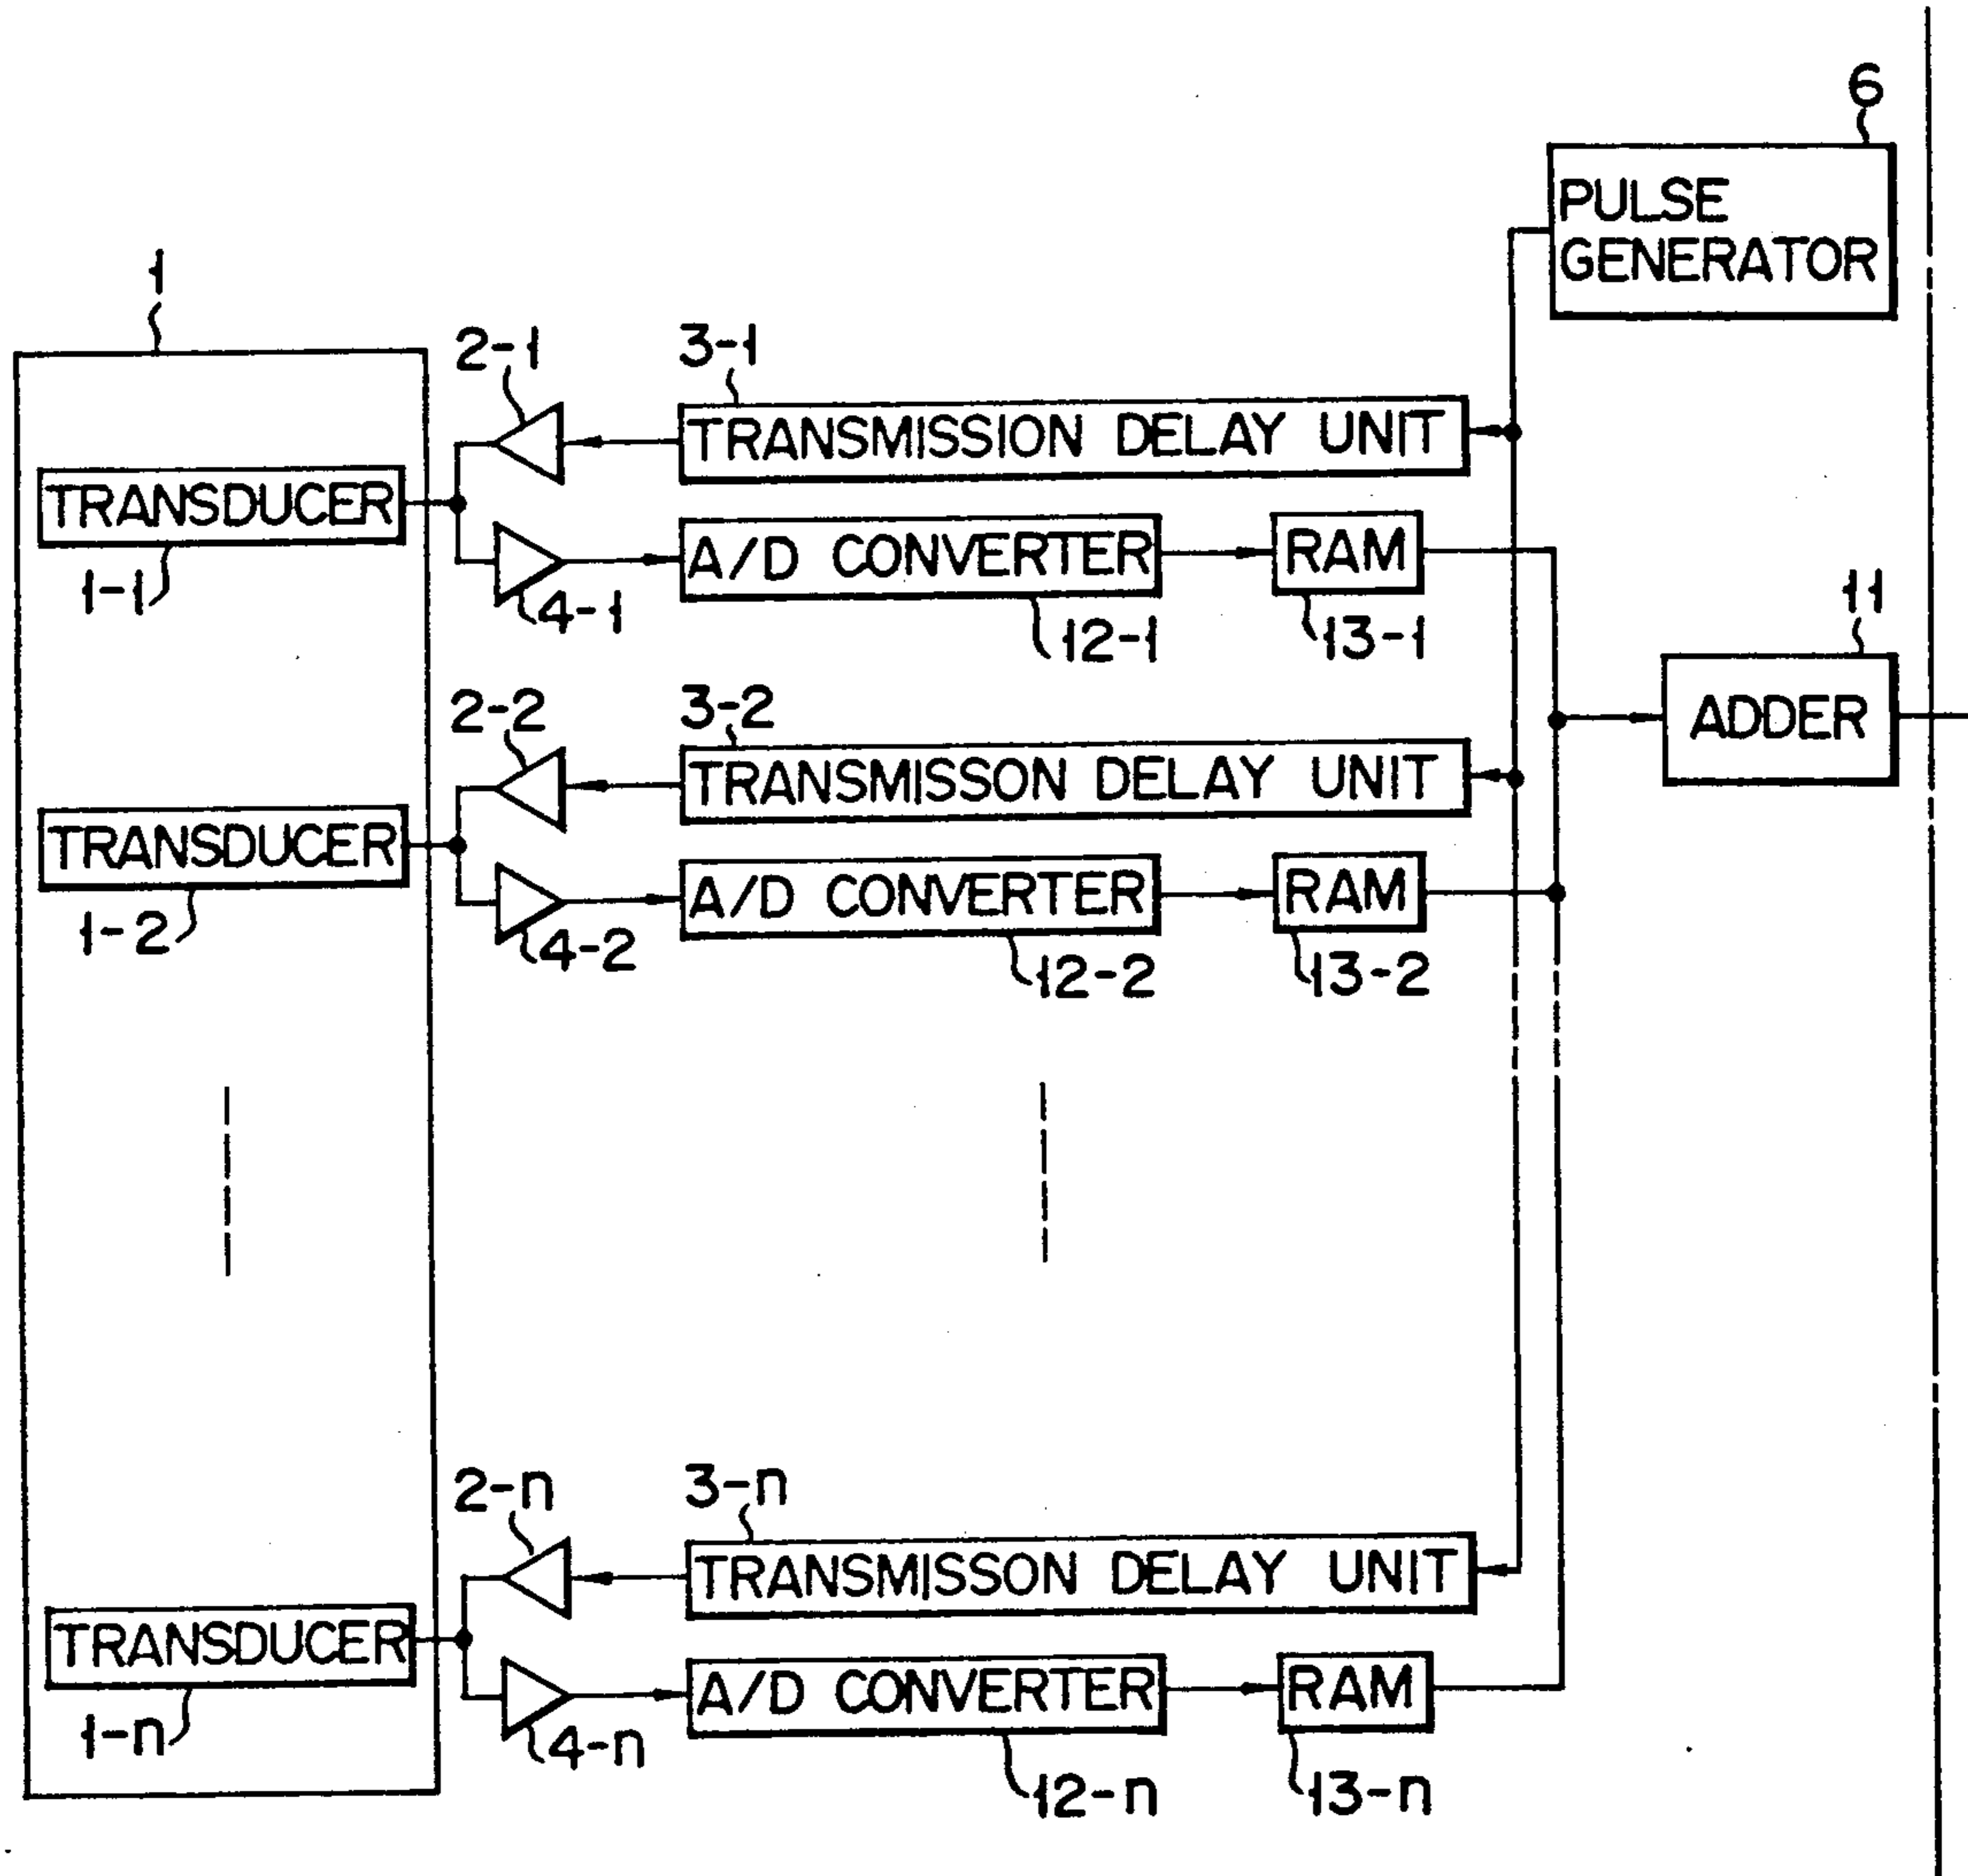 6
PULSE
GENERATOR
1
2-1
3-1
TRANSMISSION DELAY UNIT
TRANSDUCER
A/D CONVERTER
RAM
1-1
4-1
12-1
13-1
11
ADDER
2-2
3-2
TRANSMISSON DELAY UNIT
TRANSDUCER
A/D CONVERTER
RAM
1-2
4-2
12-2
13-2
2-n
3-n
TRANSMISSON DELAY UNIT
TRANSDUCER
A/D CONVERTER
RAM
1-n
4-n
12-n
13-n